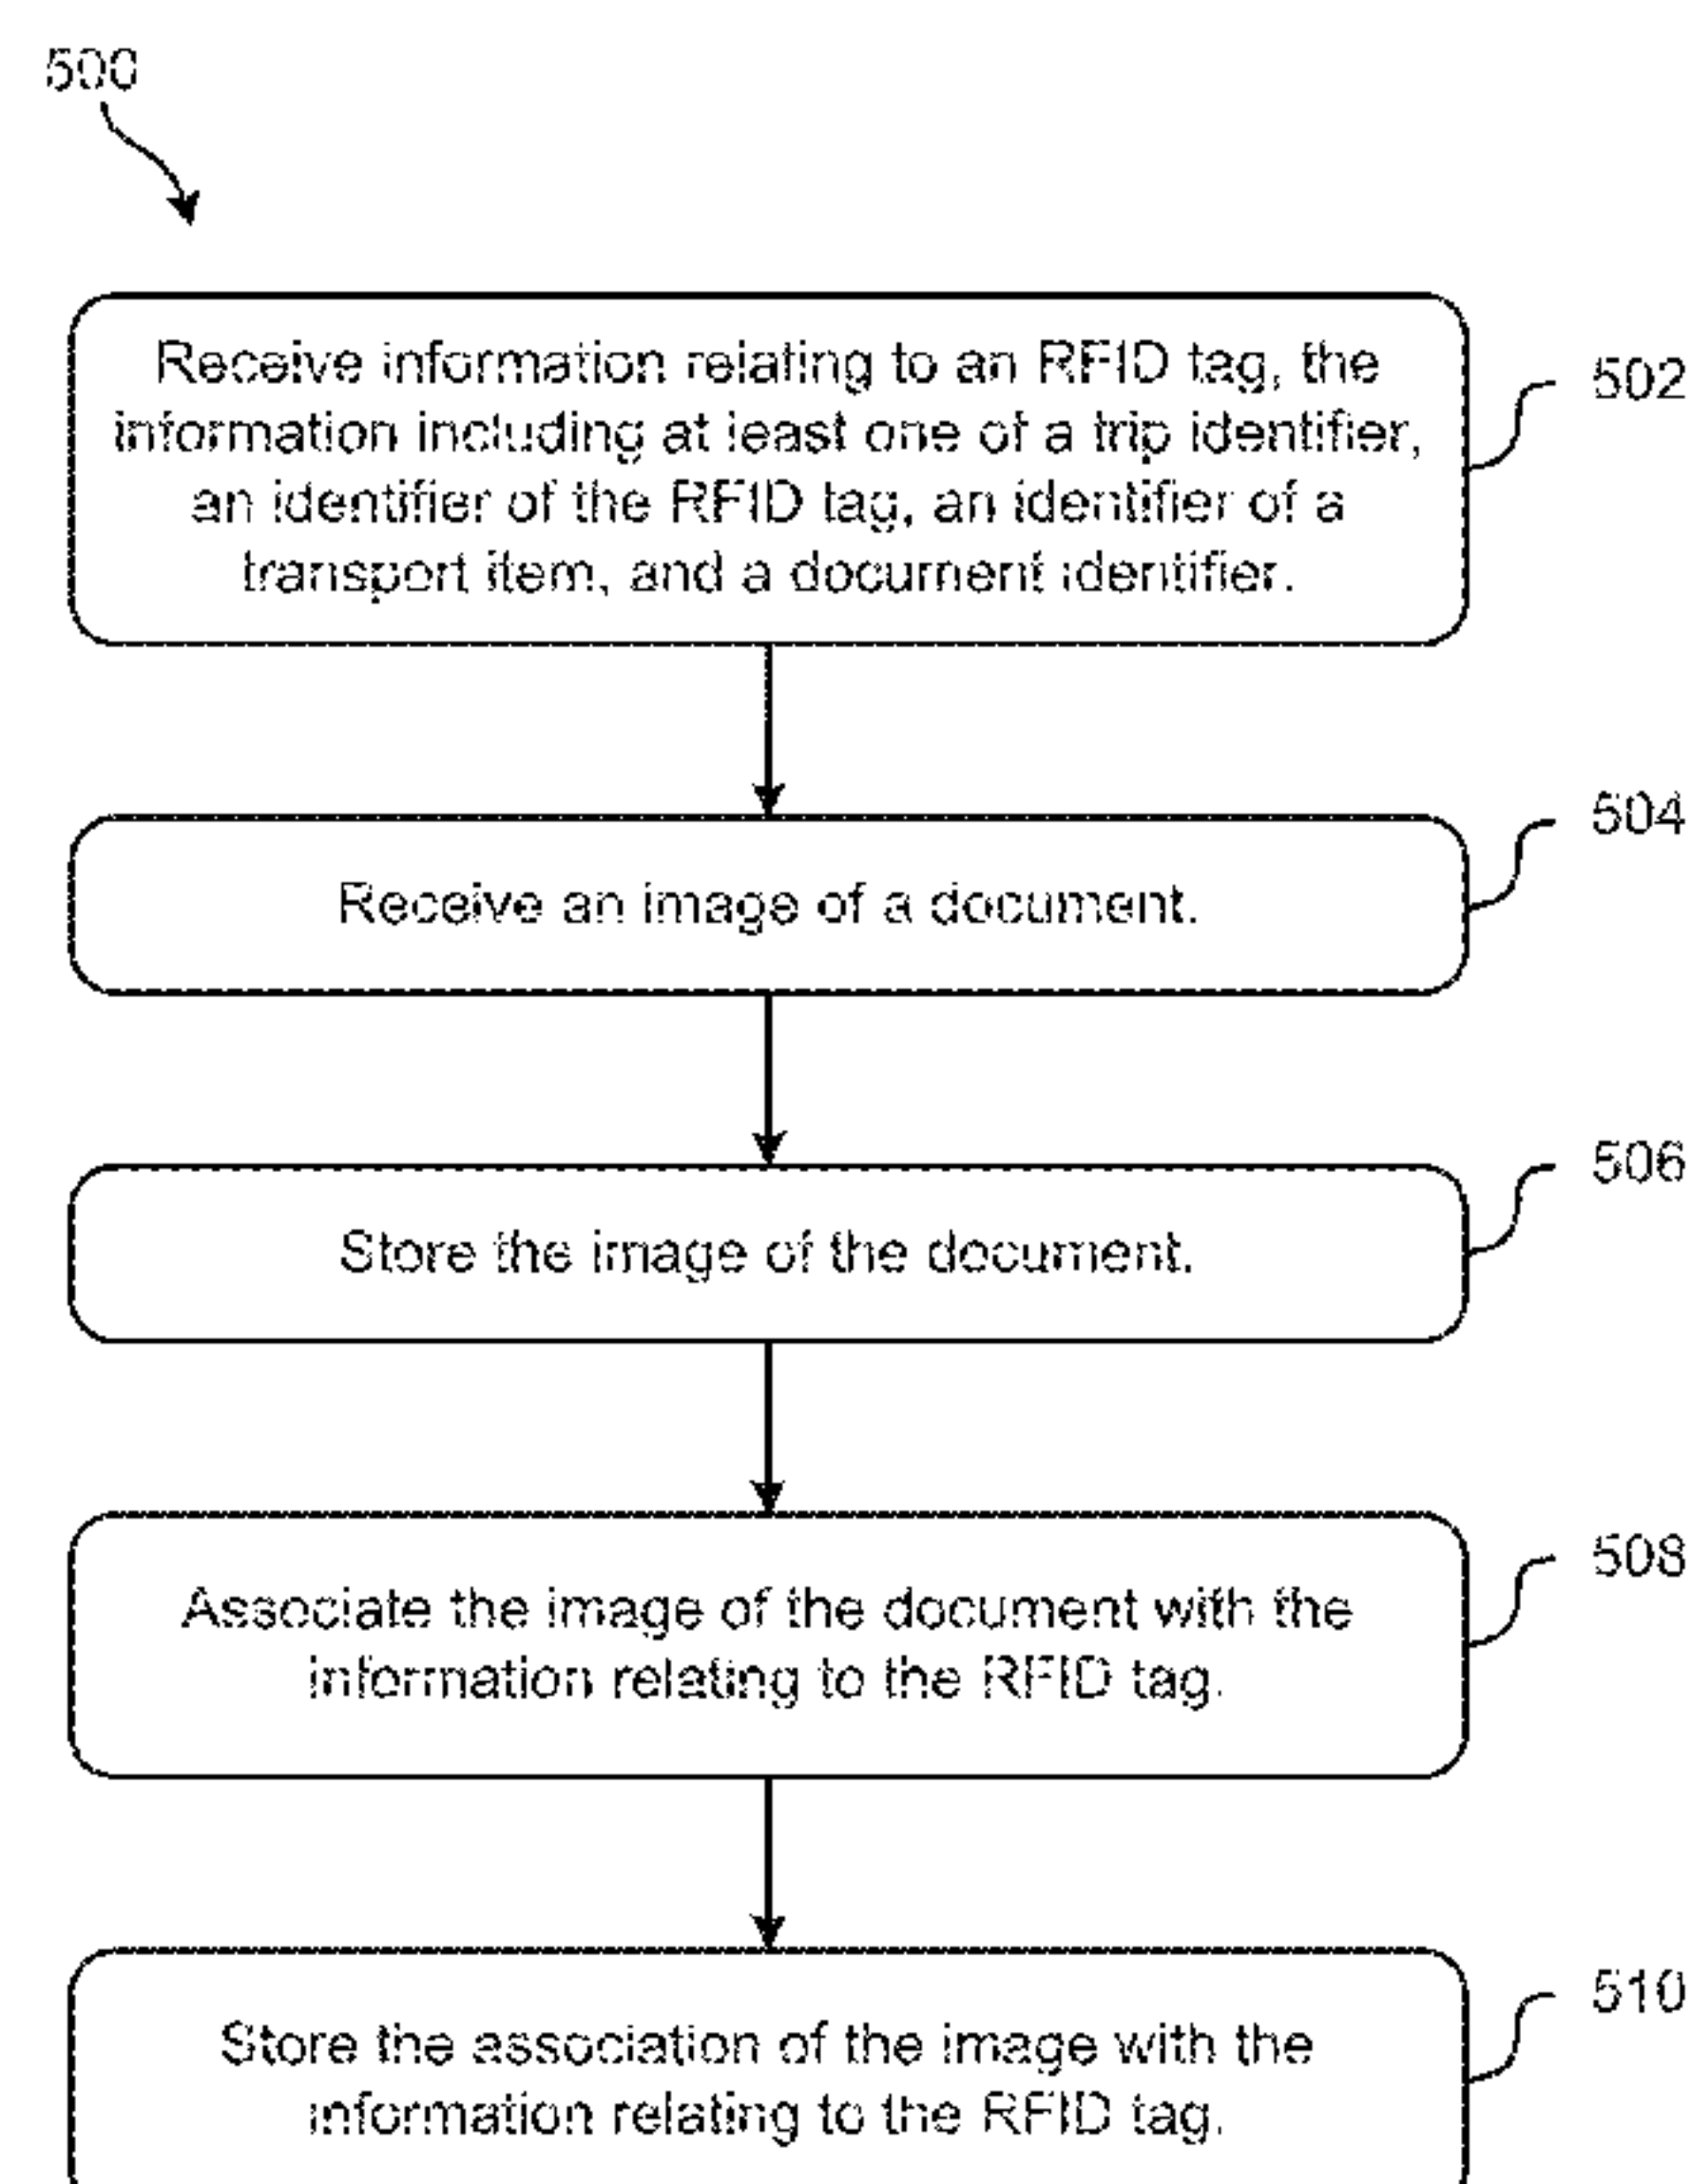 500
Receive information relating to an RFID tag, the
information including at least one of a trip identifier,
an identifier of the RFID tag, an identifier of a
transport item, and a document identifier.
502
Receive an image of a document.
504
Store the image of the document.
506
Associate the image of the document with the
information relating to the RFID tag.
508
Store the association of the image with the
information relating to the RFID tag.
510